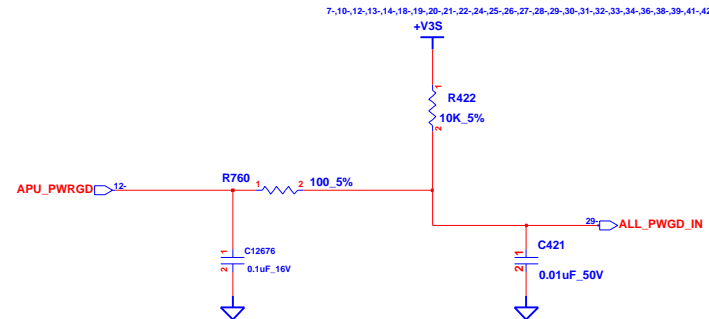 7-,10-,12-,13-,14-,18-,19-,20-,21-,22-,24-,25-,26-,27-,28-,29-,30-,31-,32-,33-,34-,36-,38-,39-,41-,42
+V3S
1
R422
10K_5%
2
R760
APU_PWRGD 12- 1 2 100_5%
29- ALL_PWGD_IN
1 C12676
2 0.1uF_16V
1 C421
2 0.01uF_50V